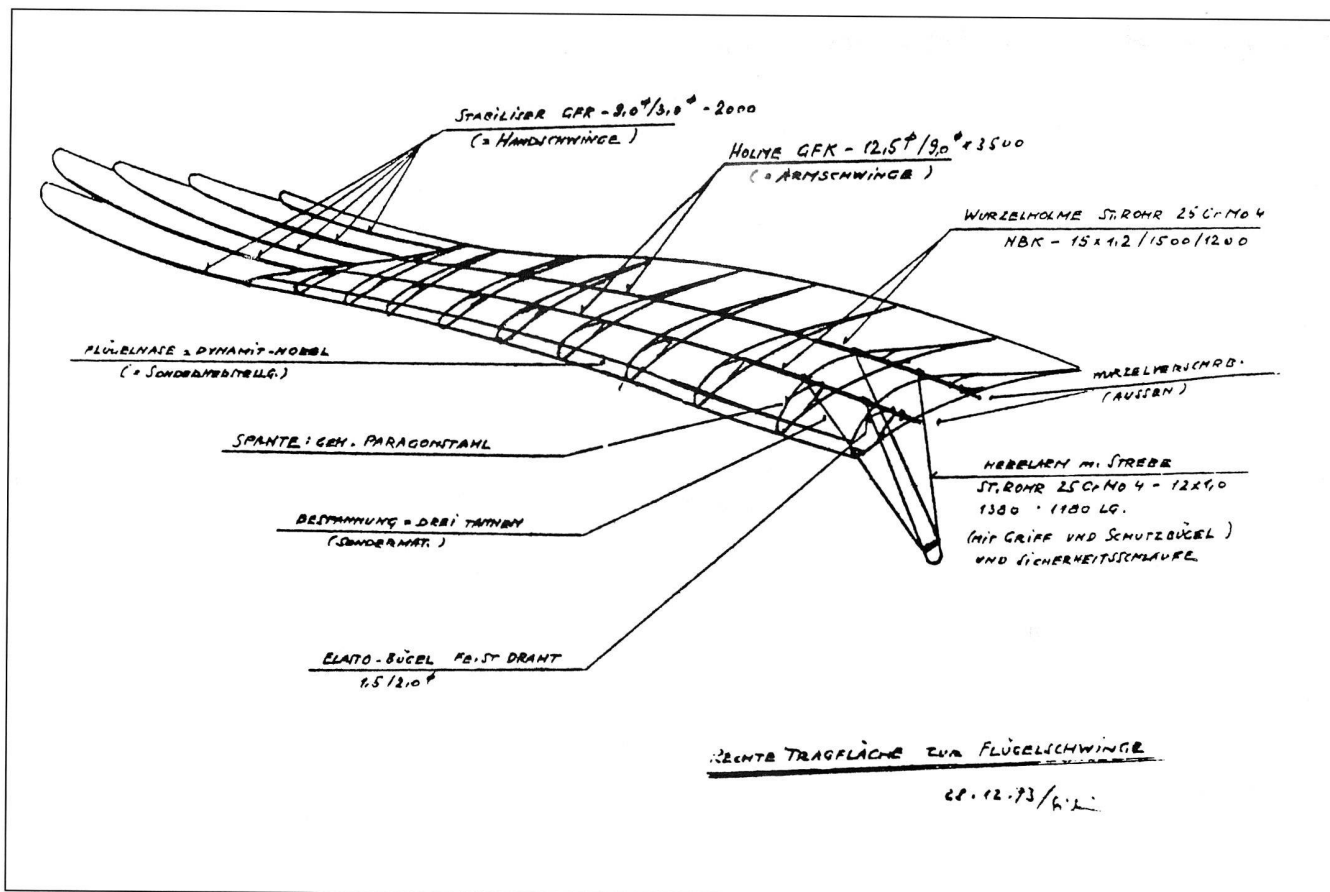 STABILISER GFK - 9,0⌀/3,0⌀ - 2000
(= HANDSCHWINGE)
HOLME GFK - 12,5⌀/9,0⌀ x 3500
(= ARMSCHWINGE)
WURZELHOLME ST.ROHR 25 CrMo 4
NBK - 15 x 1,2 / 1500 / 1200
FLÜGELNASE = DYNAMIT-NOBEL
(= SONDERHERSTELLG.)
WURZELVERSCHRB.
(AUSSEN)
SPANTE: GEH. PARAGONSTAHL
HEBELARM m. STREBE
ST.ROHR 25 CrMo 4 - 12x1,0
1380 · 1180 LG.
(MIT GRIFF UND SCHUTZBÜGEL)
UND SICHERHEITSSCHLAUFE
BESPANNUNG = DREI TANNEN
(SONDERMAT.)
ELASTO-BÜGEL FE.ST DRAHT
1,5/2,0⌀
RECHTE TRAGFLÄCHE ZUR FLÜGELSCHWINGE
28.12.93/